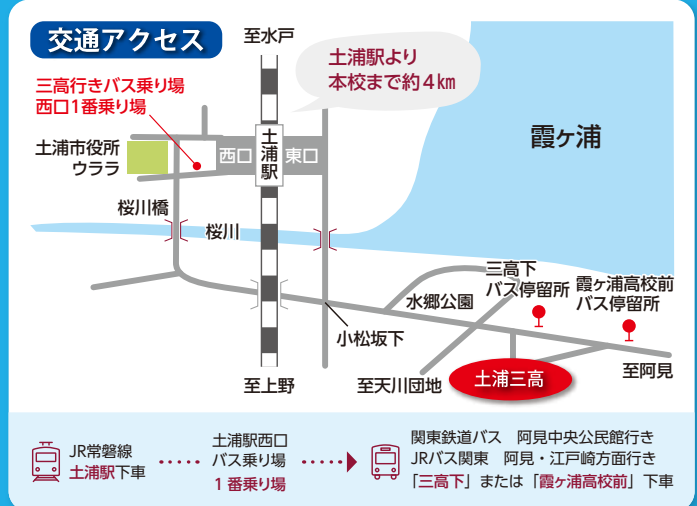 交通アクセス
至水戸
土浦駅より
本校まで約4km
三高行きバス乗り場
西口1番乗り場
土浦市役所
ウララ
西口
土浦駅
東口
霞ヶ浦
桜川橋
桜川
三高下
バス停留所
霞ヶ浦高校前
バス停留所
水郷公園
小松坂下
土浦三高
至阿見
至上野
至天川団地
JR常磐線
土浦駅下車
土浦駅西口
バス乗り場
1番乗り場
関東鉄道バス　阿見中央公民館行き
JRバス関東　阿見・江戸崎方面行き
「三高下」または「霞ヶ浦高校前」下車